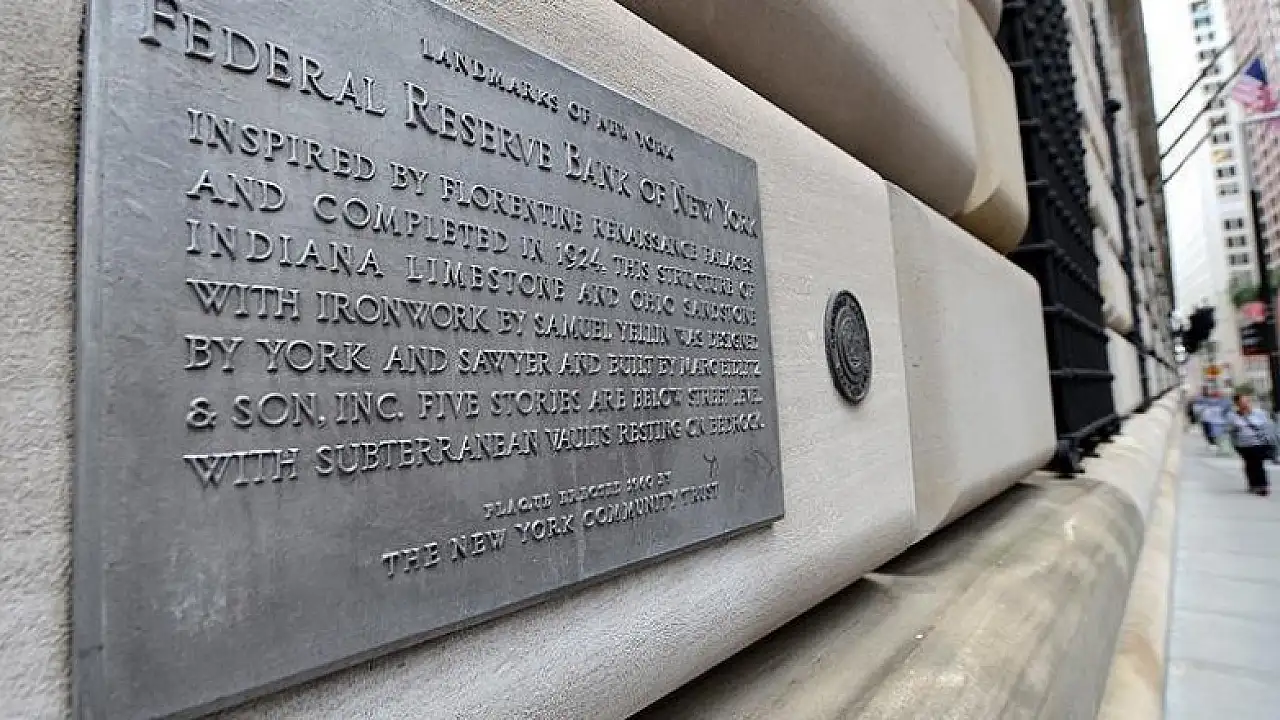 LANDMARKS OF NEW YORK
FEDERAL RESERVE BANK OF NEW YORK
INSPIRED BY FLORENTINE RENAISSANCE PALACES
AND COMPLETED IN 1924, THIS STRUCTURE OF
INDIANA LIMESTONE AND OHIO SANDSTONE
WITH IRONWORK BY SAMUEL YELLIN WAS DESIGNED
BY YORK AND SAWYER AND BUILT BY MARC EIDLITZ
& SON, INC. FIVE STORIES ARE BELOW STREET LEVEL
WITH SUBTERRANEAN VAULTS RESTING ON BEDROCK.
PLAQUE ERECTED BY
THE NEW YORK COMMUNITY TRUST